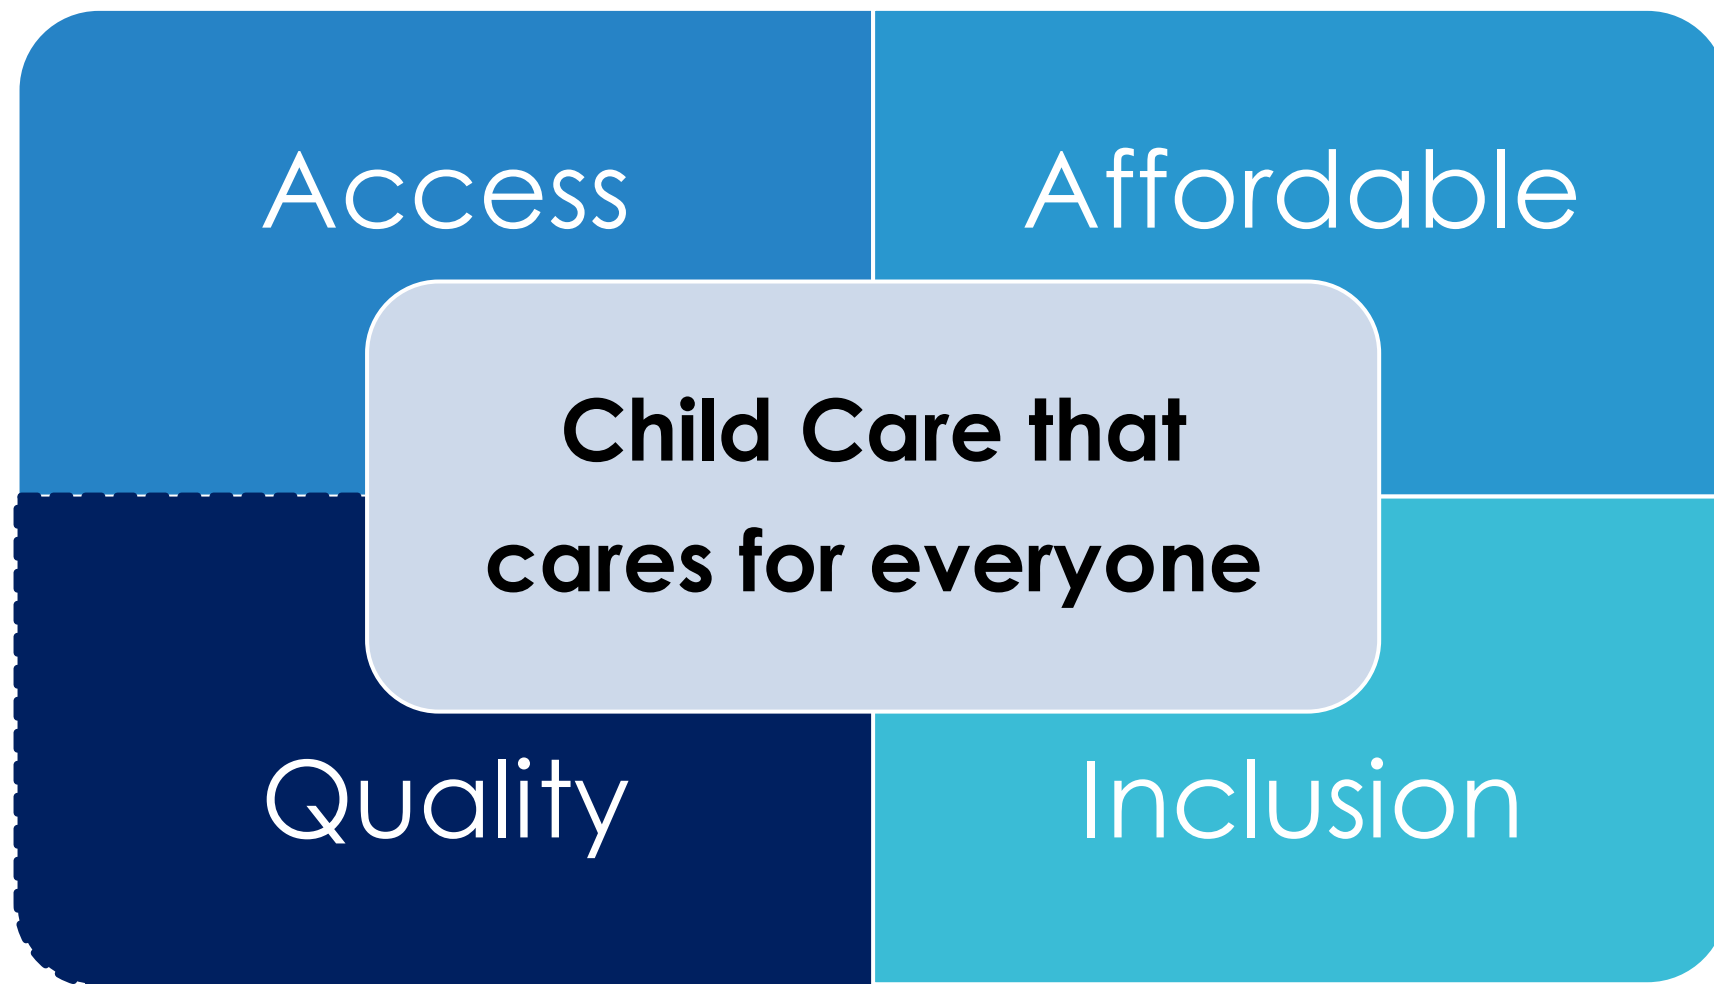 Access
Affordable
Child Care that
cares for everyone
Quality
Inclusion